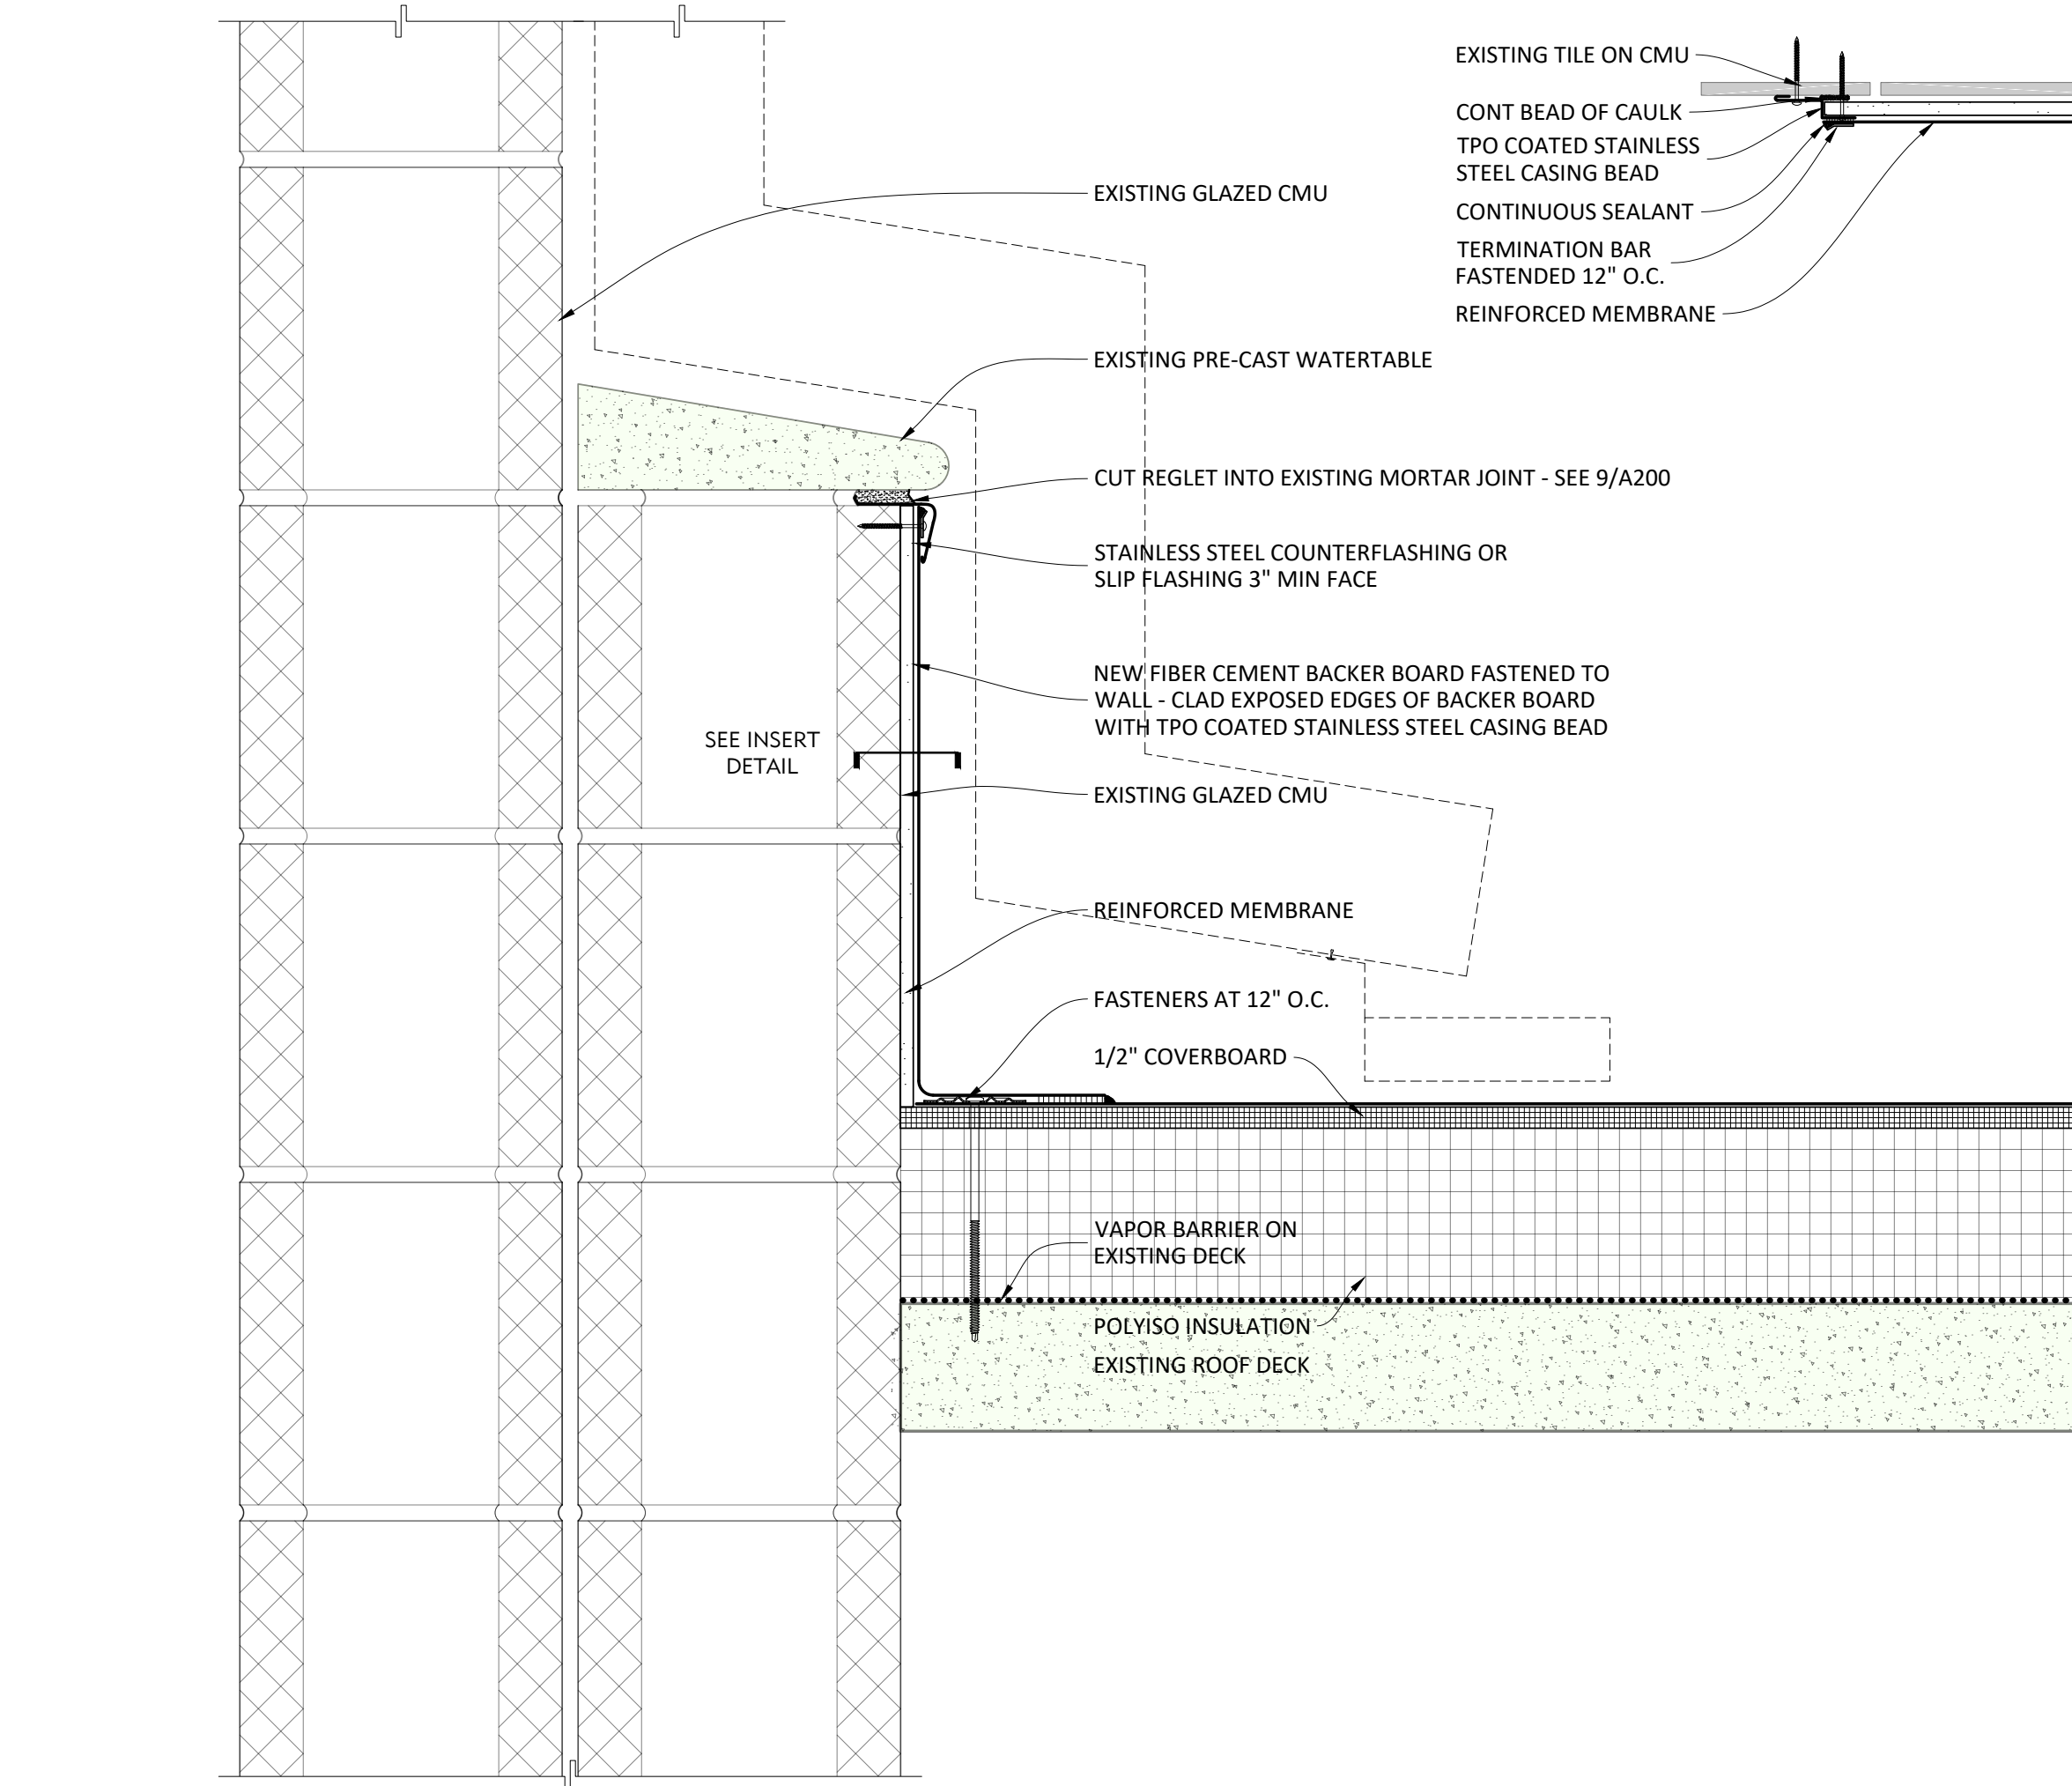 EXISTING TILE ON CMU
CONT BEAD OF CAULK
TPO COATED STAINLESS
STEEL CASING BEAD
CONTINUOUS SEALANT
TERMINATION BAR
FASTENDED 12" O.C.
REINFORCED MEMBRANE
EXISTING GLAZED CMU
EXISTING PRE-CAST WATERTABLE
CUT REGLET INTO EXISTING MORTAR JOINT - SEE 9/A200
STAINLESS STEEL COUNTERFLASHING OR
SLIP FLASHING 3" MIN FACE
NEW FIBER CEMENT BACKER BOARD FASTENED TO
WALL - CLAD EXPOSED EDGES OF BACKER BOARD
WITH TPO COATED STAINLESS STEEL CASING BEAD
SEE INSERT
DETAIL
EXISTING GLAZED CMU
REINFORCED MEMBRANE
FASTENERS AT 12" O.C.
1/2" COVERBOARD
VAPOR BARRIER ON
EXISTING DECK
POLYISO INSULATION
EXISTING ROOF DECK